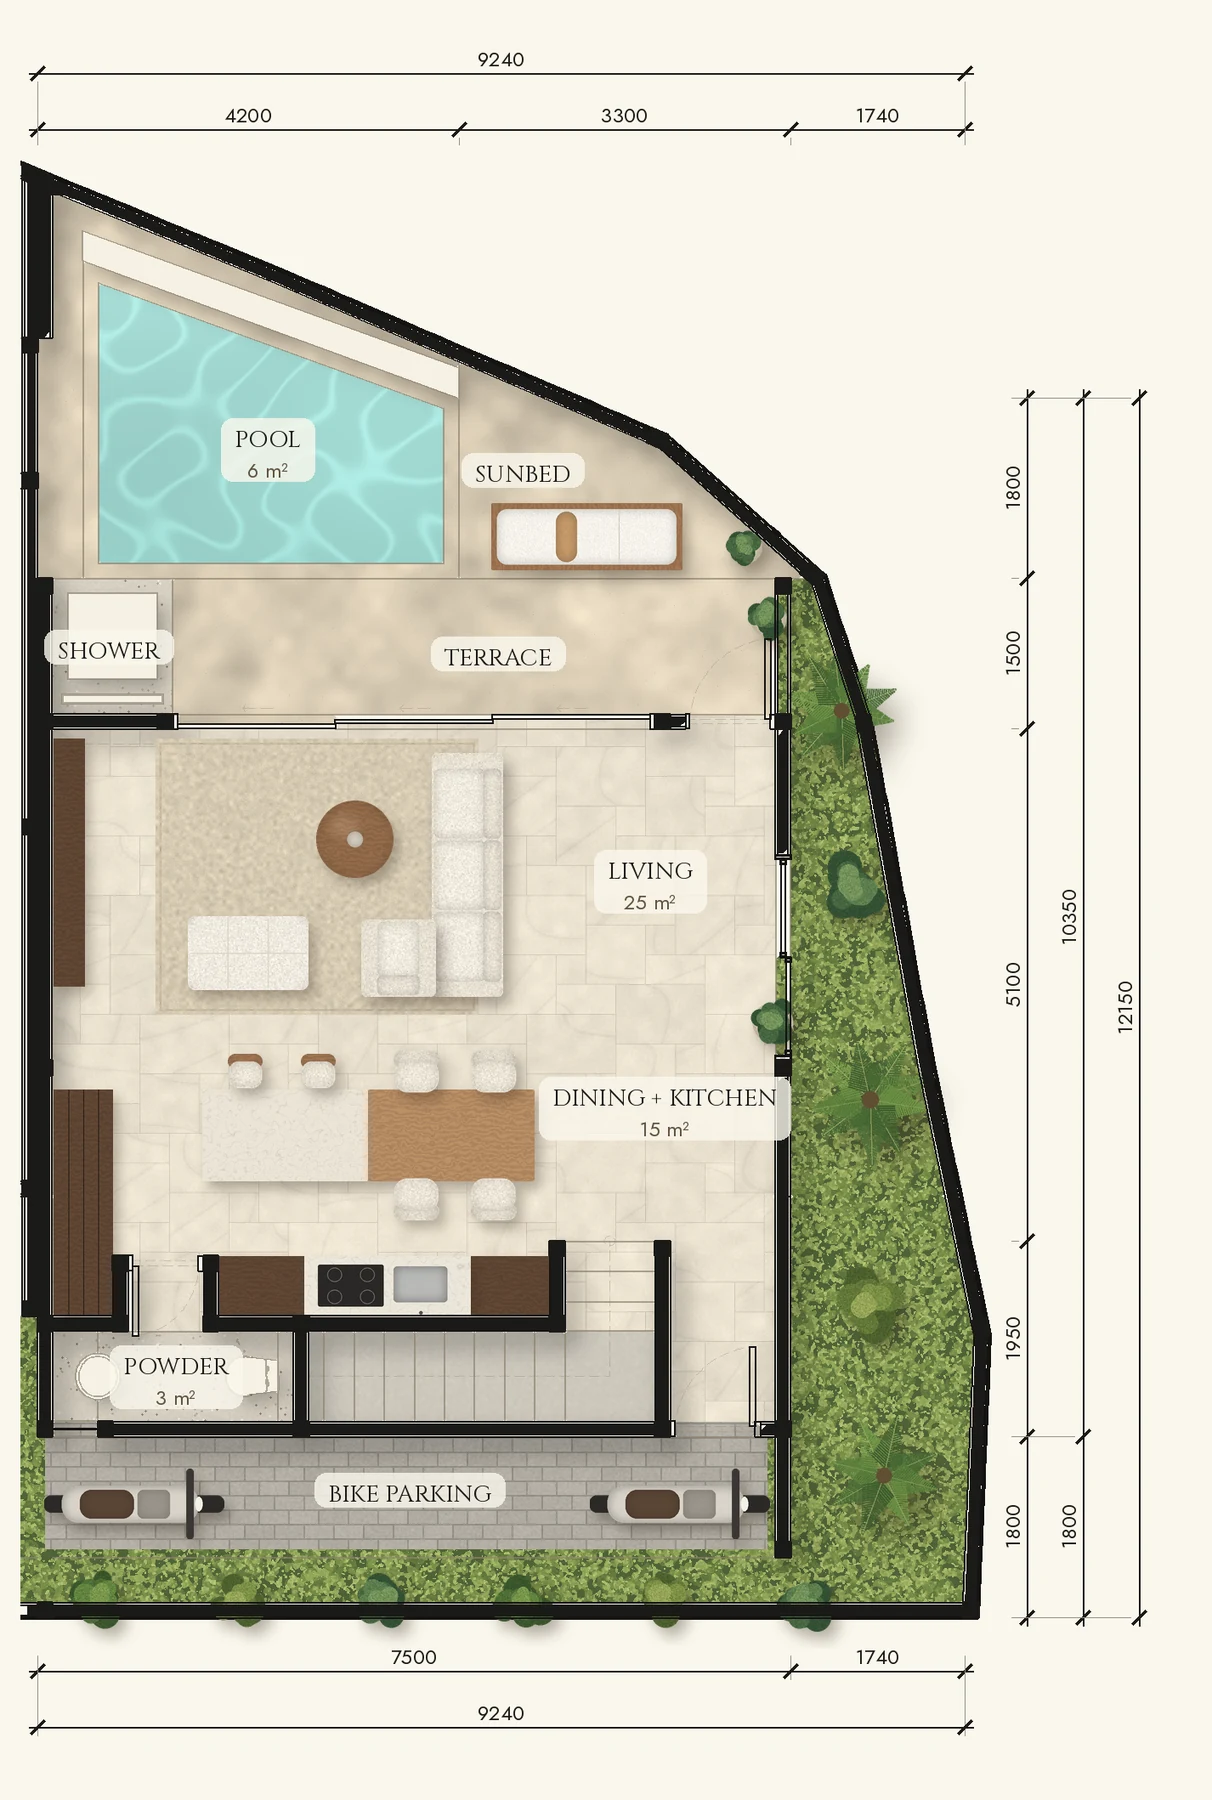 9240
4200
3300
1740
POOL
6 m²
SUNBED
1800
SHOWER
TERRACE
1500
LIVING
25 m²
10350
5100
12150
DINING + KITCHEN
15 m²
1950
POWDER
3 m²
BIKE PARKING
1800
1800
7500
1740
9240